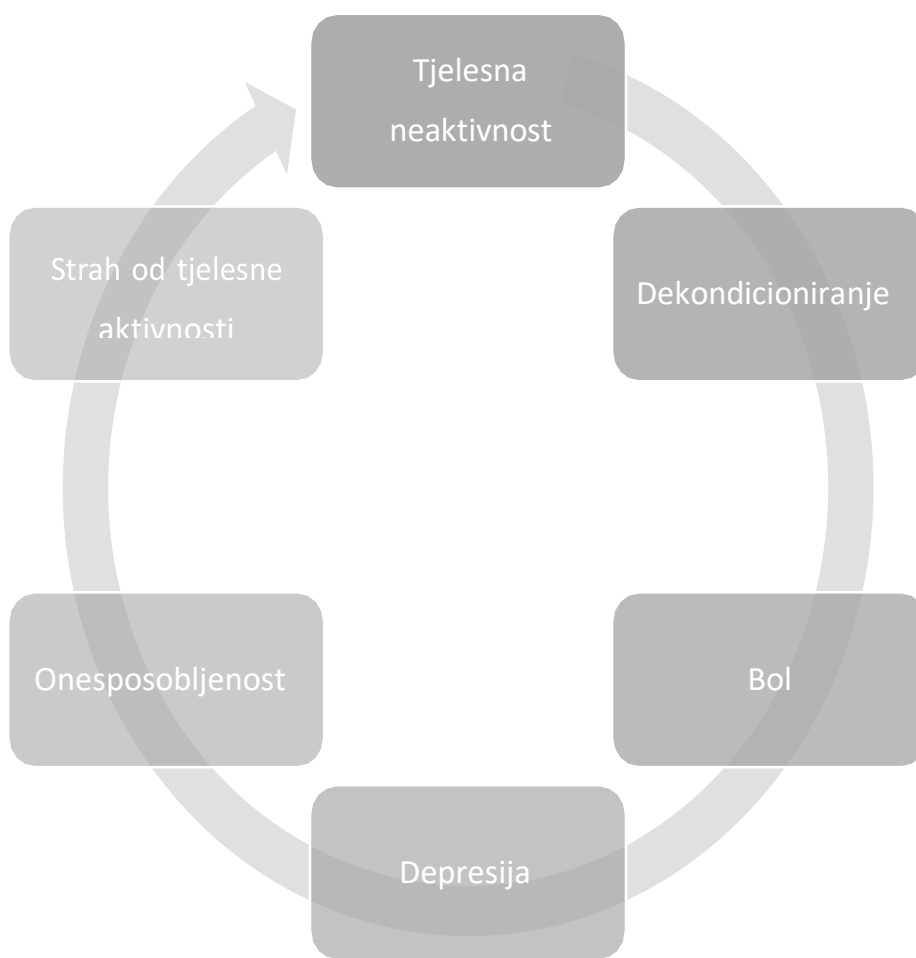 Tjelesna
neaktivnost
Dekondicioniranje
Bol
Depresija
Onesposobljenost
Strah od tjelesne
aktivnosti